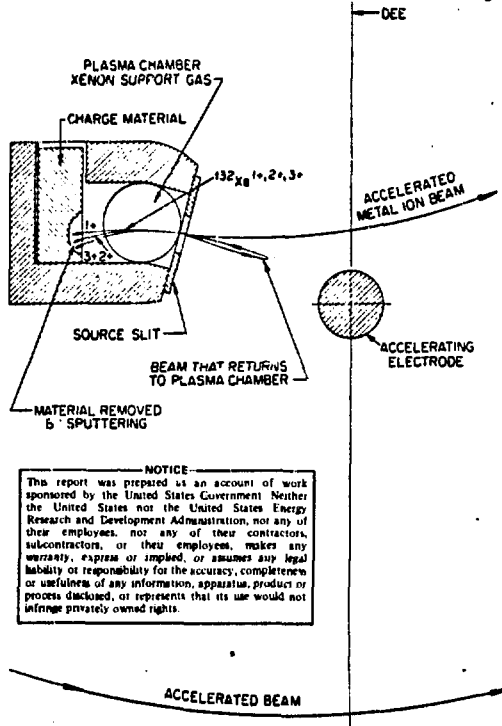 DEE
PLASMA CHAMBER
XENON SUPPORT GAS
CHARGE MATERIAL
132Xe 1+, 2+, 3+
ACCELERATED
METAL ION BEAM
1+
3+ 2+
SOURCE SLIT
BEAM THAT RETURNS
TO PLASMA CHAMBER
ACCELERATING
ELECTRODE
MATERIAL REMOVED
SPUTTERING
NOTICE
This report was prepared as an account of work
sponsored by the United States Government Neither
the United States nor the United States Energy
Research and Development Administration, nor any of
their employees, nor any of their contractors,
subcontractors, or their employees, makes any
warranty, express or implied, or assumes any legal
liability or responsibility for the accuracy, completeness
or usefulness of any information, apparatus, product or
process disclosed, or represents that its use would not
infringe privately owned rights.
ACCELERATED BEAM